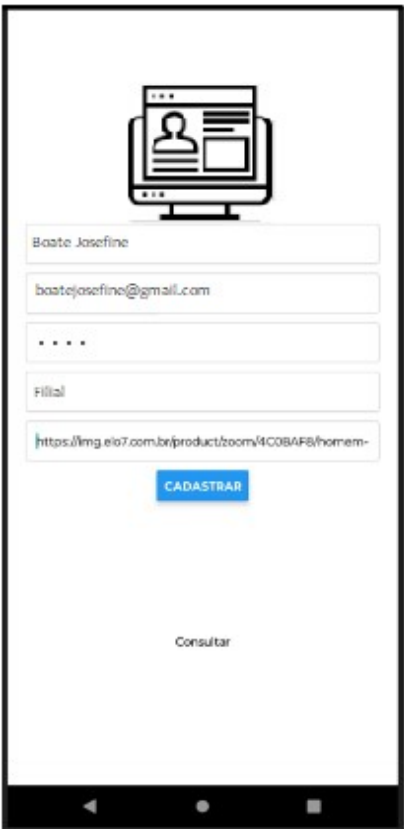 Boate Josefine
boatejosefine@gmail.com
• • • •
Filial
https://img.elo7.com.br/product/zoom/4C0BAF8/homem-
CADASTRAR
Consultar